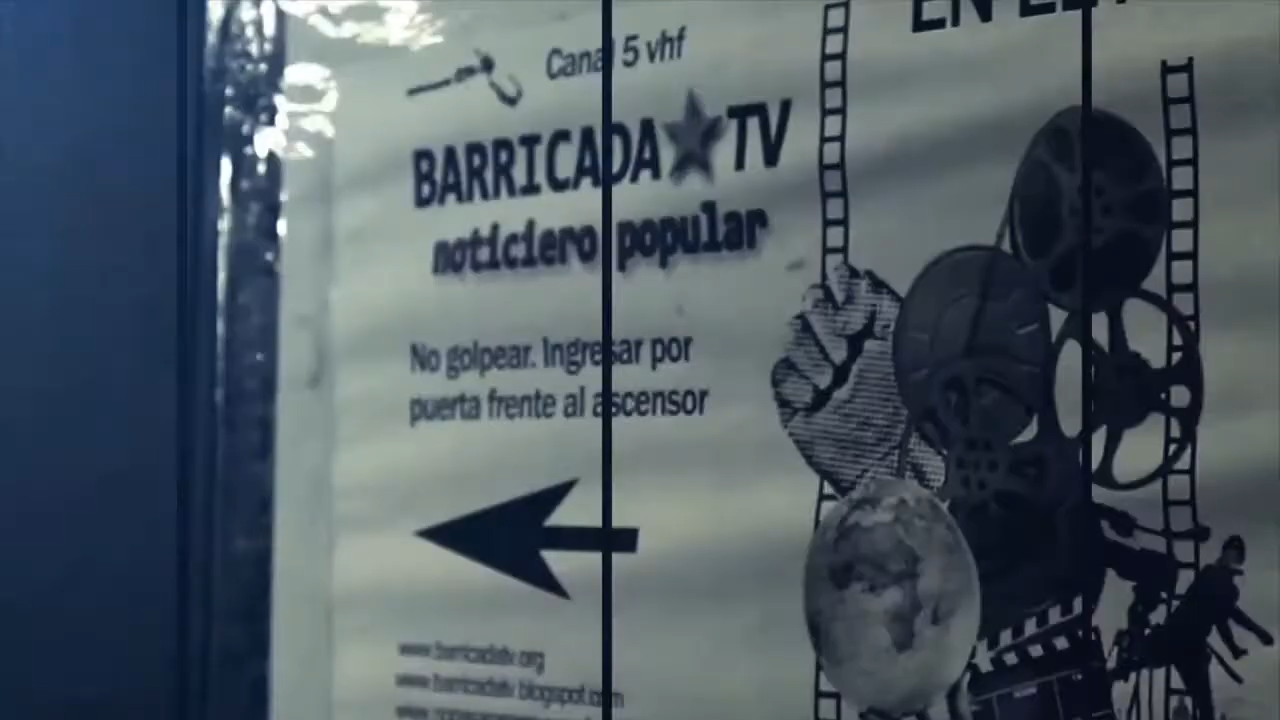 Canal 5 vhf
BARRICADA★TV
noticiero popular
No golpear. Ingresar por
puerta frente al ascensor
www.barricadatv.org
www.barricadatv.blogspot.com
EN